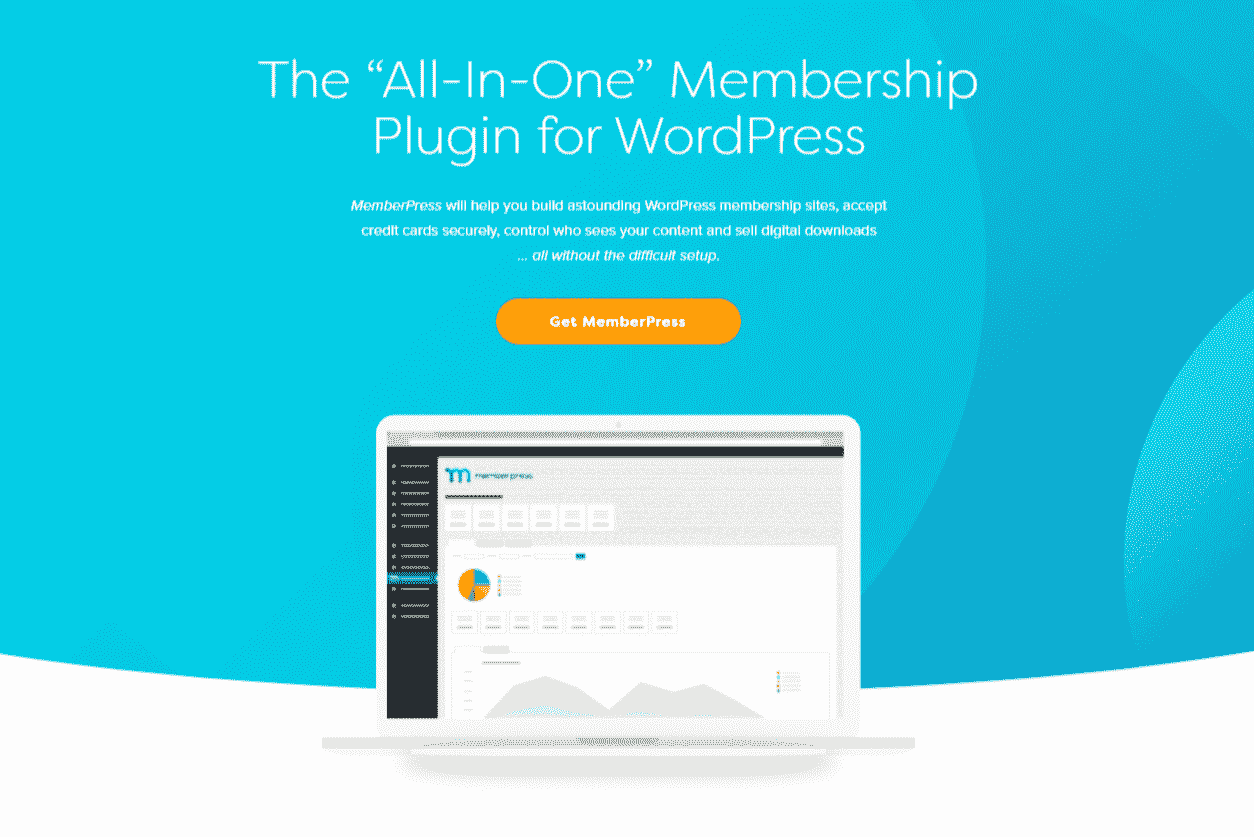 The “All-In-One” Membership
Plugin for WordPress
MemberPress will help you build astounding WordPress membership sites, accept
credit cards securely, control who sees your content and sell digital downloads
... all without the difficult setup.
Get MemberPress
memberpress